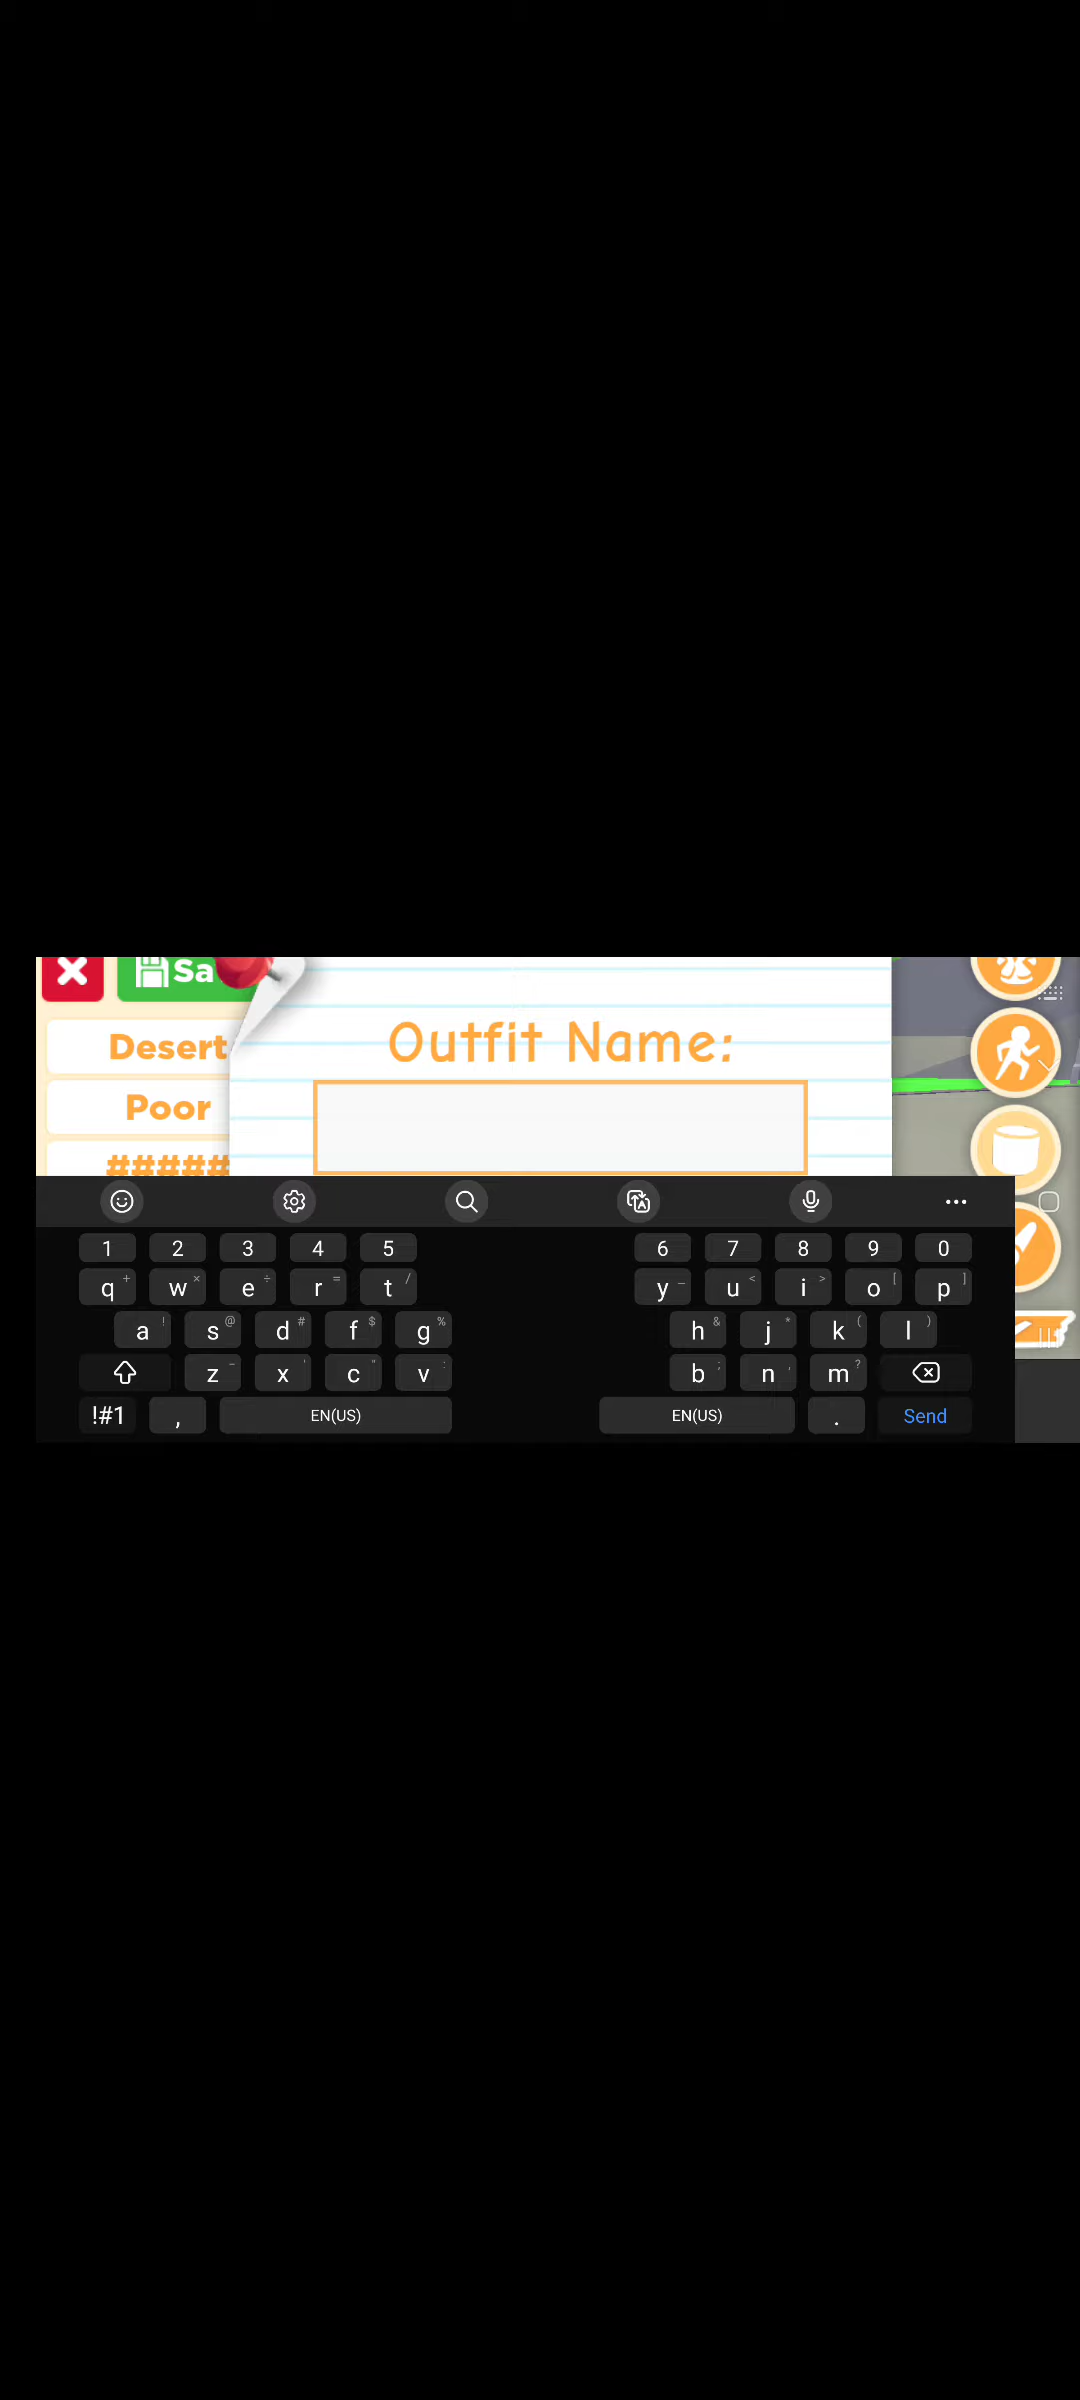 Sa
Outfit Name:
Desert
Poor
#####
1 2 3 4 5 6 7 8 9 0
q + w × e ÷ r = t / y _ u < i > o [ p ]
a ! s @ d # f $ g % h & j * k ( l )
z - x ' c " v : b ; n , m ?
!#1 , EN(US) EN(US) . Send